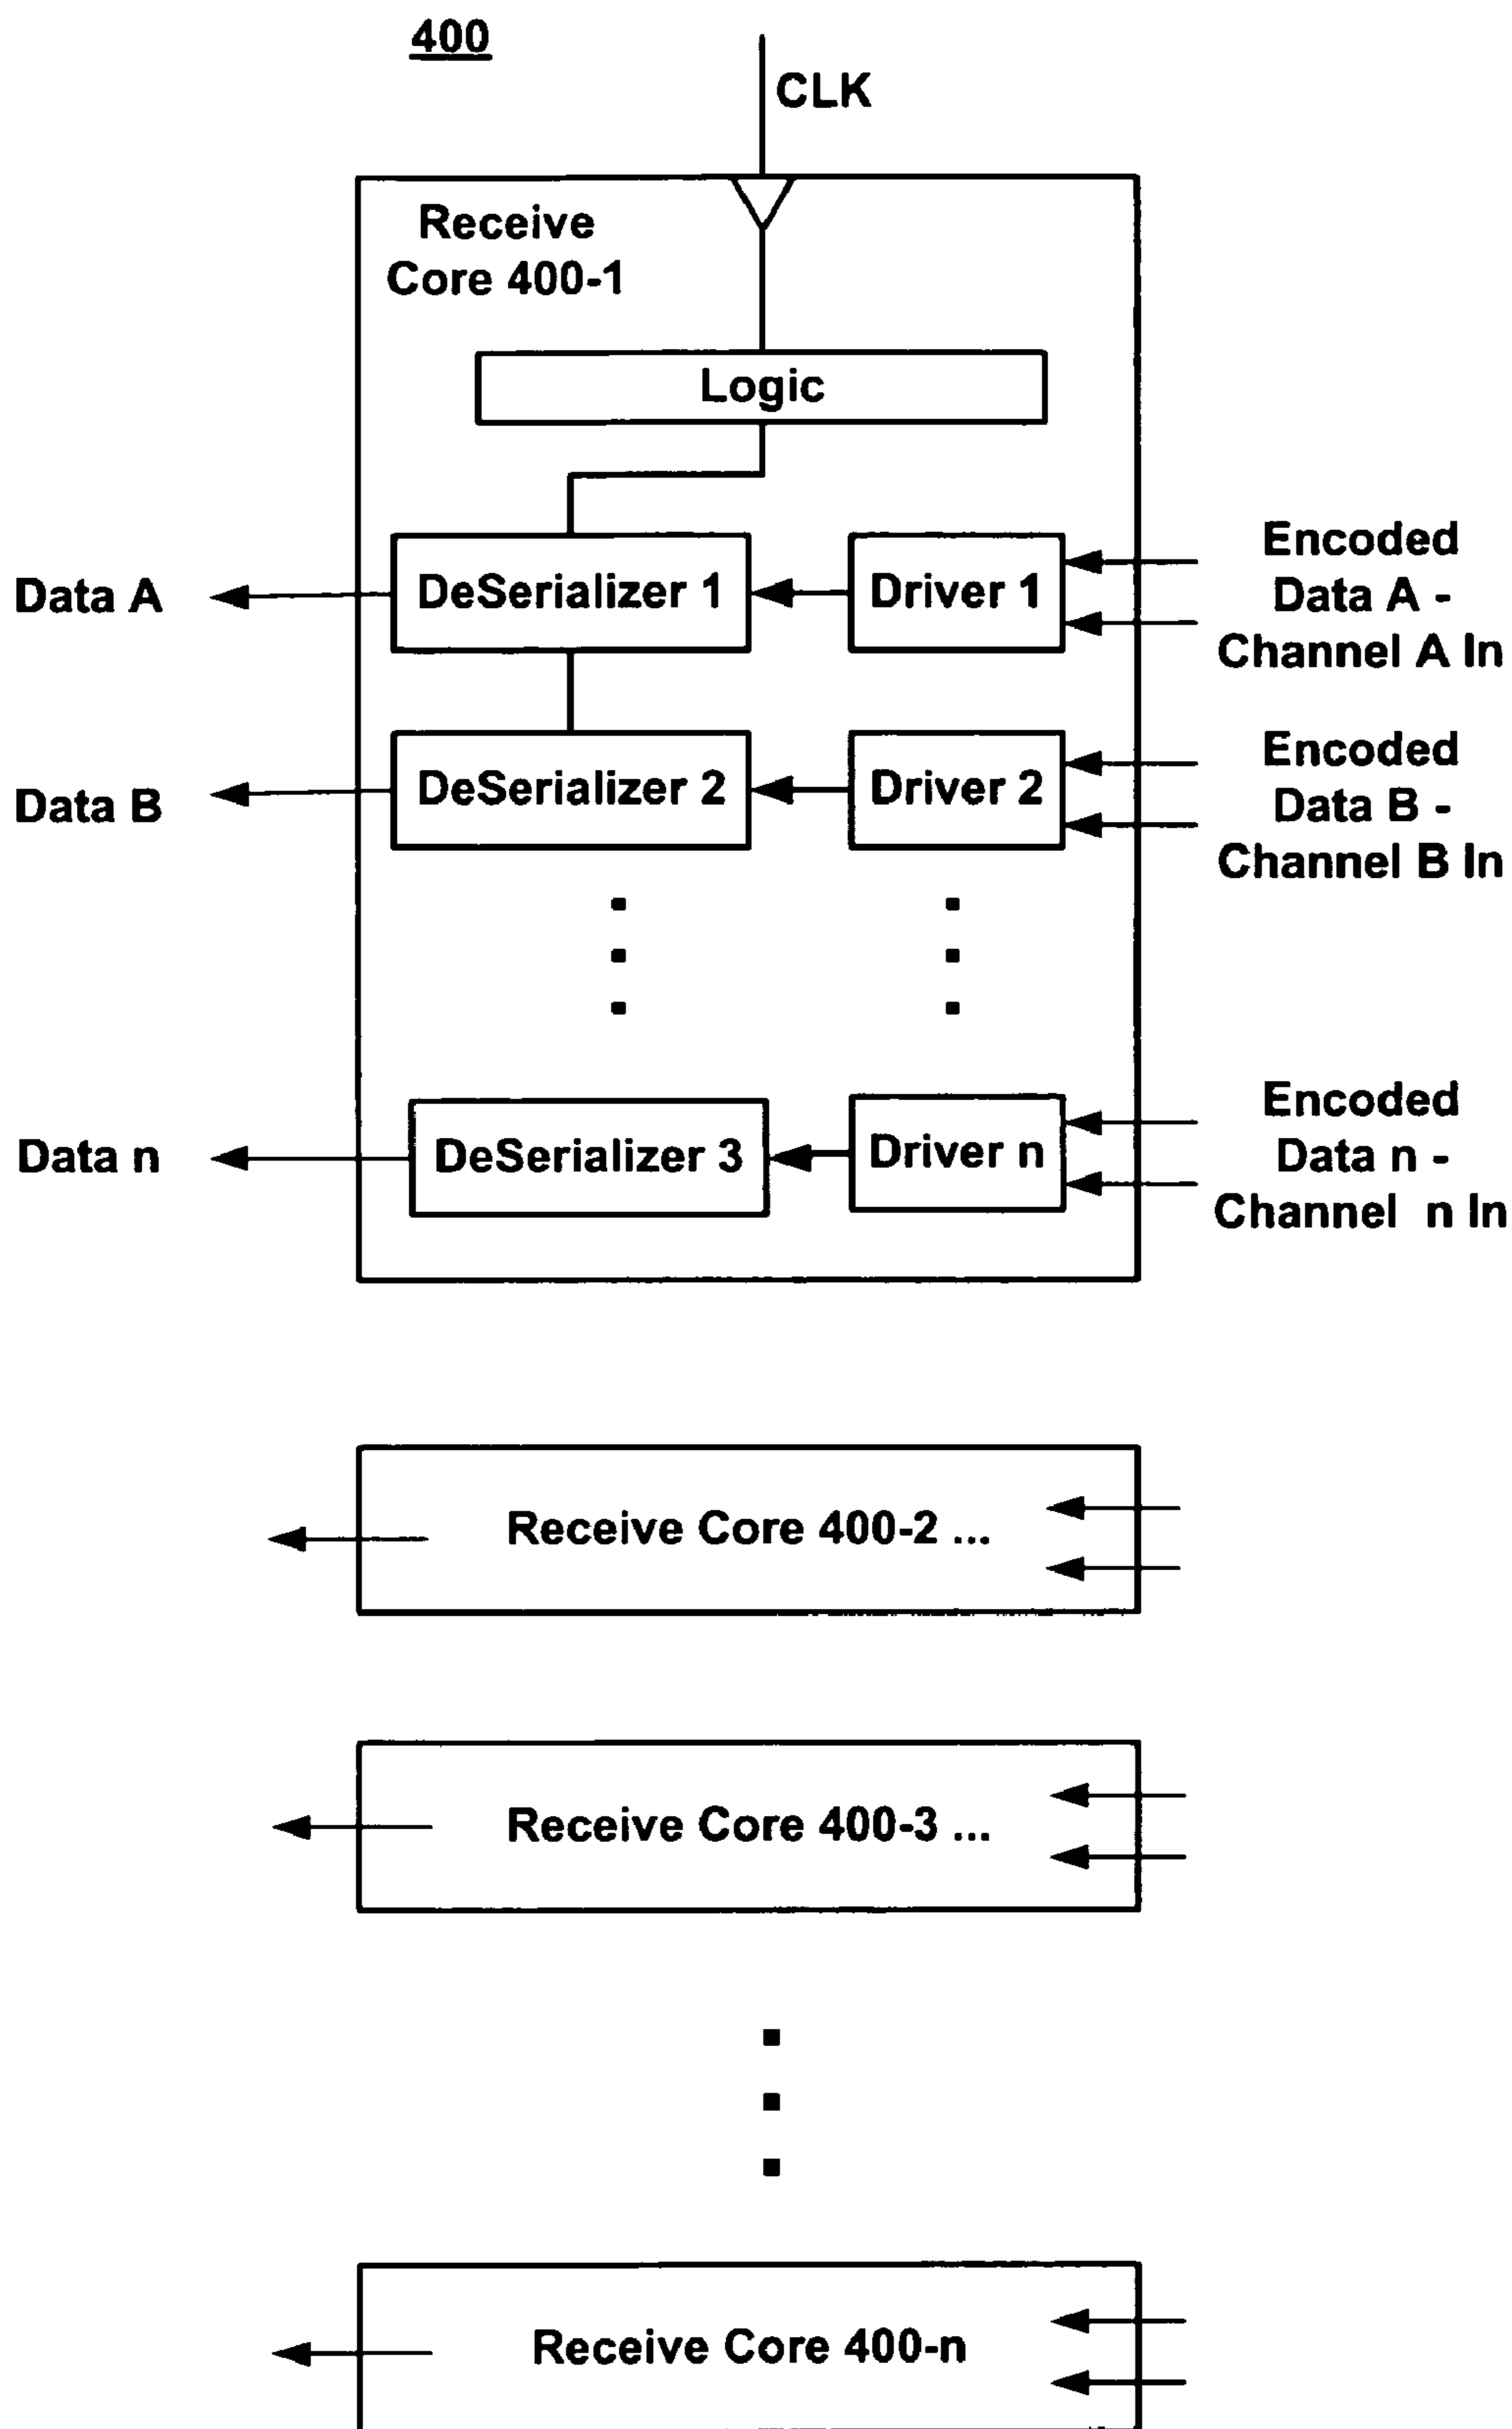 400
CLK
Receive
Core 400-1
Logic
Data A
DeSerializer 1
Driver 1
Encoded
Data A -
Channel A In
Data B
DeSerializer 2
Driver 2
Encoded
Data B -
Channel B In
Data n
DeSerializer 3
Driver n
Encoded
Data n -
Channel n In
Receive Core 400-2 ...
Receive Core 400-3 ...
Receive Core 400-n